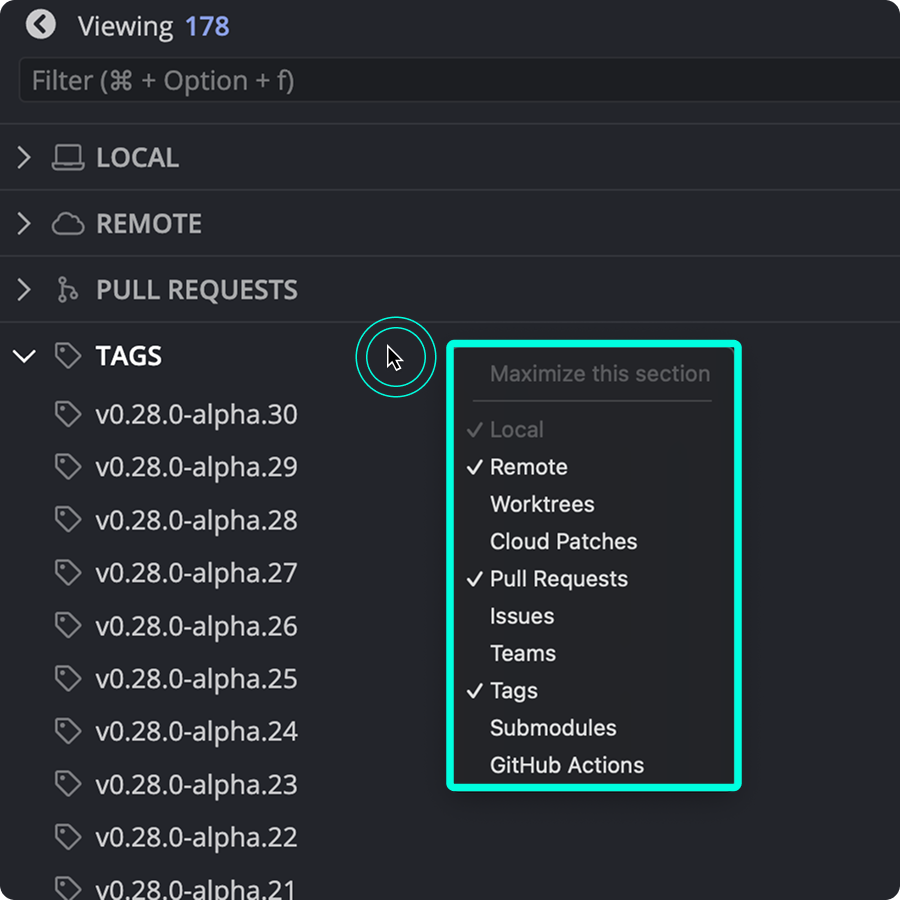 Viewing 178
Filter (⌘ + Option + f)
LOCAL
REMOTE
PULL REQUESTS
TAGS
v0.28.0-alpha.30
v0.28.0-alpha.29
v0.28.0-alpha.28
v0.28.0-alpha.27
v0.28.0-alpha.26
v0.28.0-alpha.25
v0.28.0-alpha.24
v0.28.0-alpha.23
v0.28.0-alpha.22
v0.28.0-alpha.21
Maximize this section
✓ Local
✓ Remote
Worktrees
Cloud Patches
✓ Pull Requests
Issues
Teams
✓ Tags
Submodules
GitHub Actions